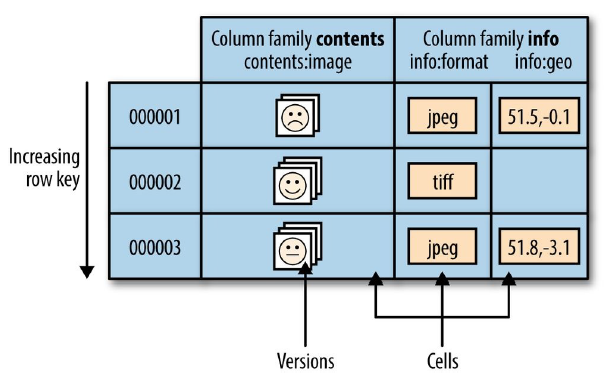 Column family contents
contents:image
Column family info
info:format info:geo
Increasing
row key
000001
jpeg
51.5,-0.1
000002
tiff
000003
jpeg
51.8,-3.1
Versions
Cells